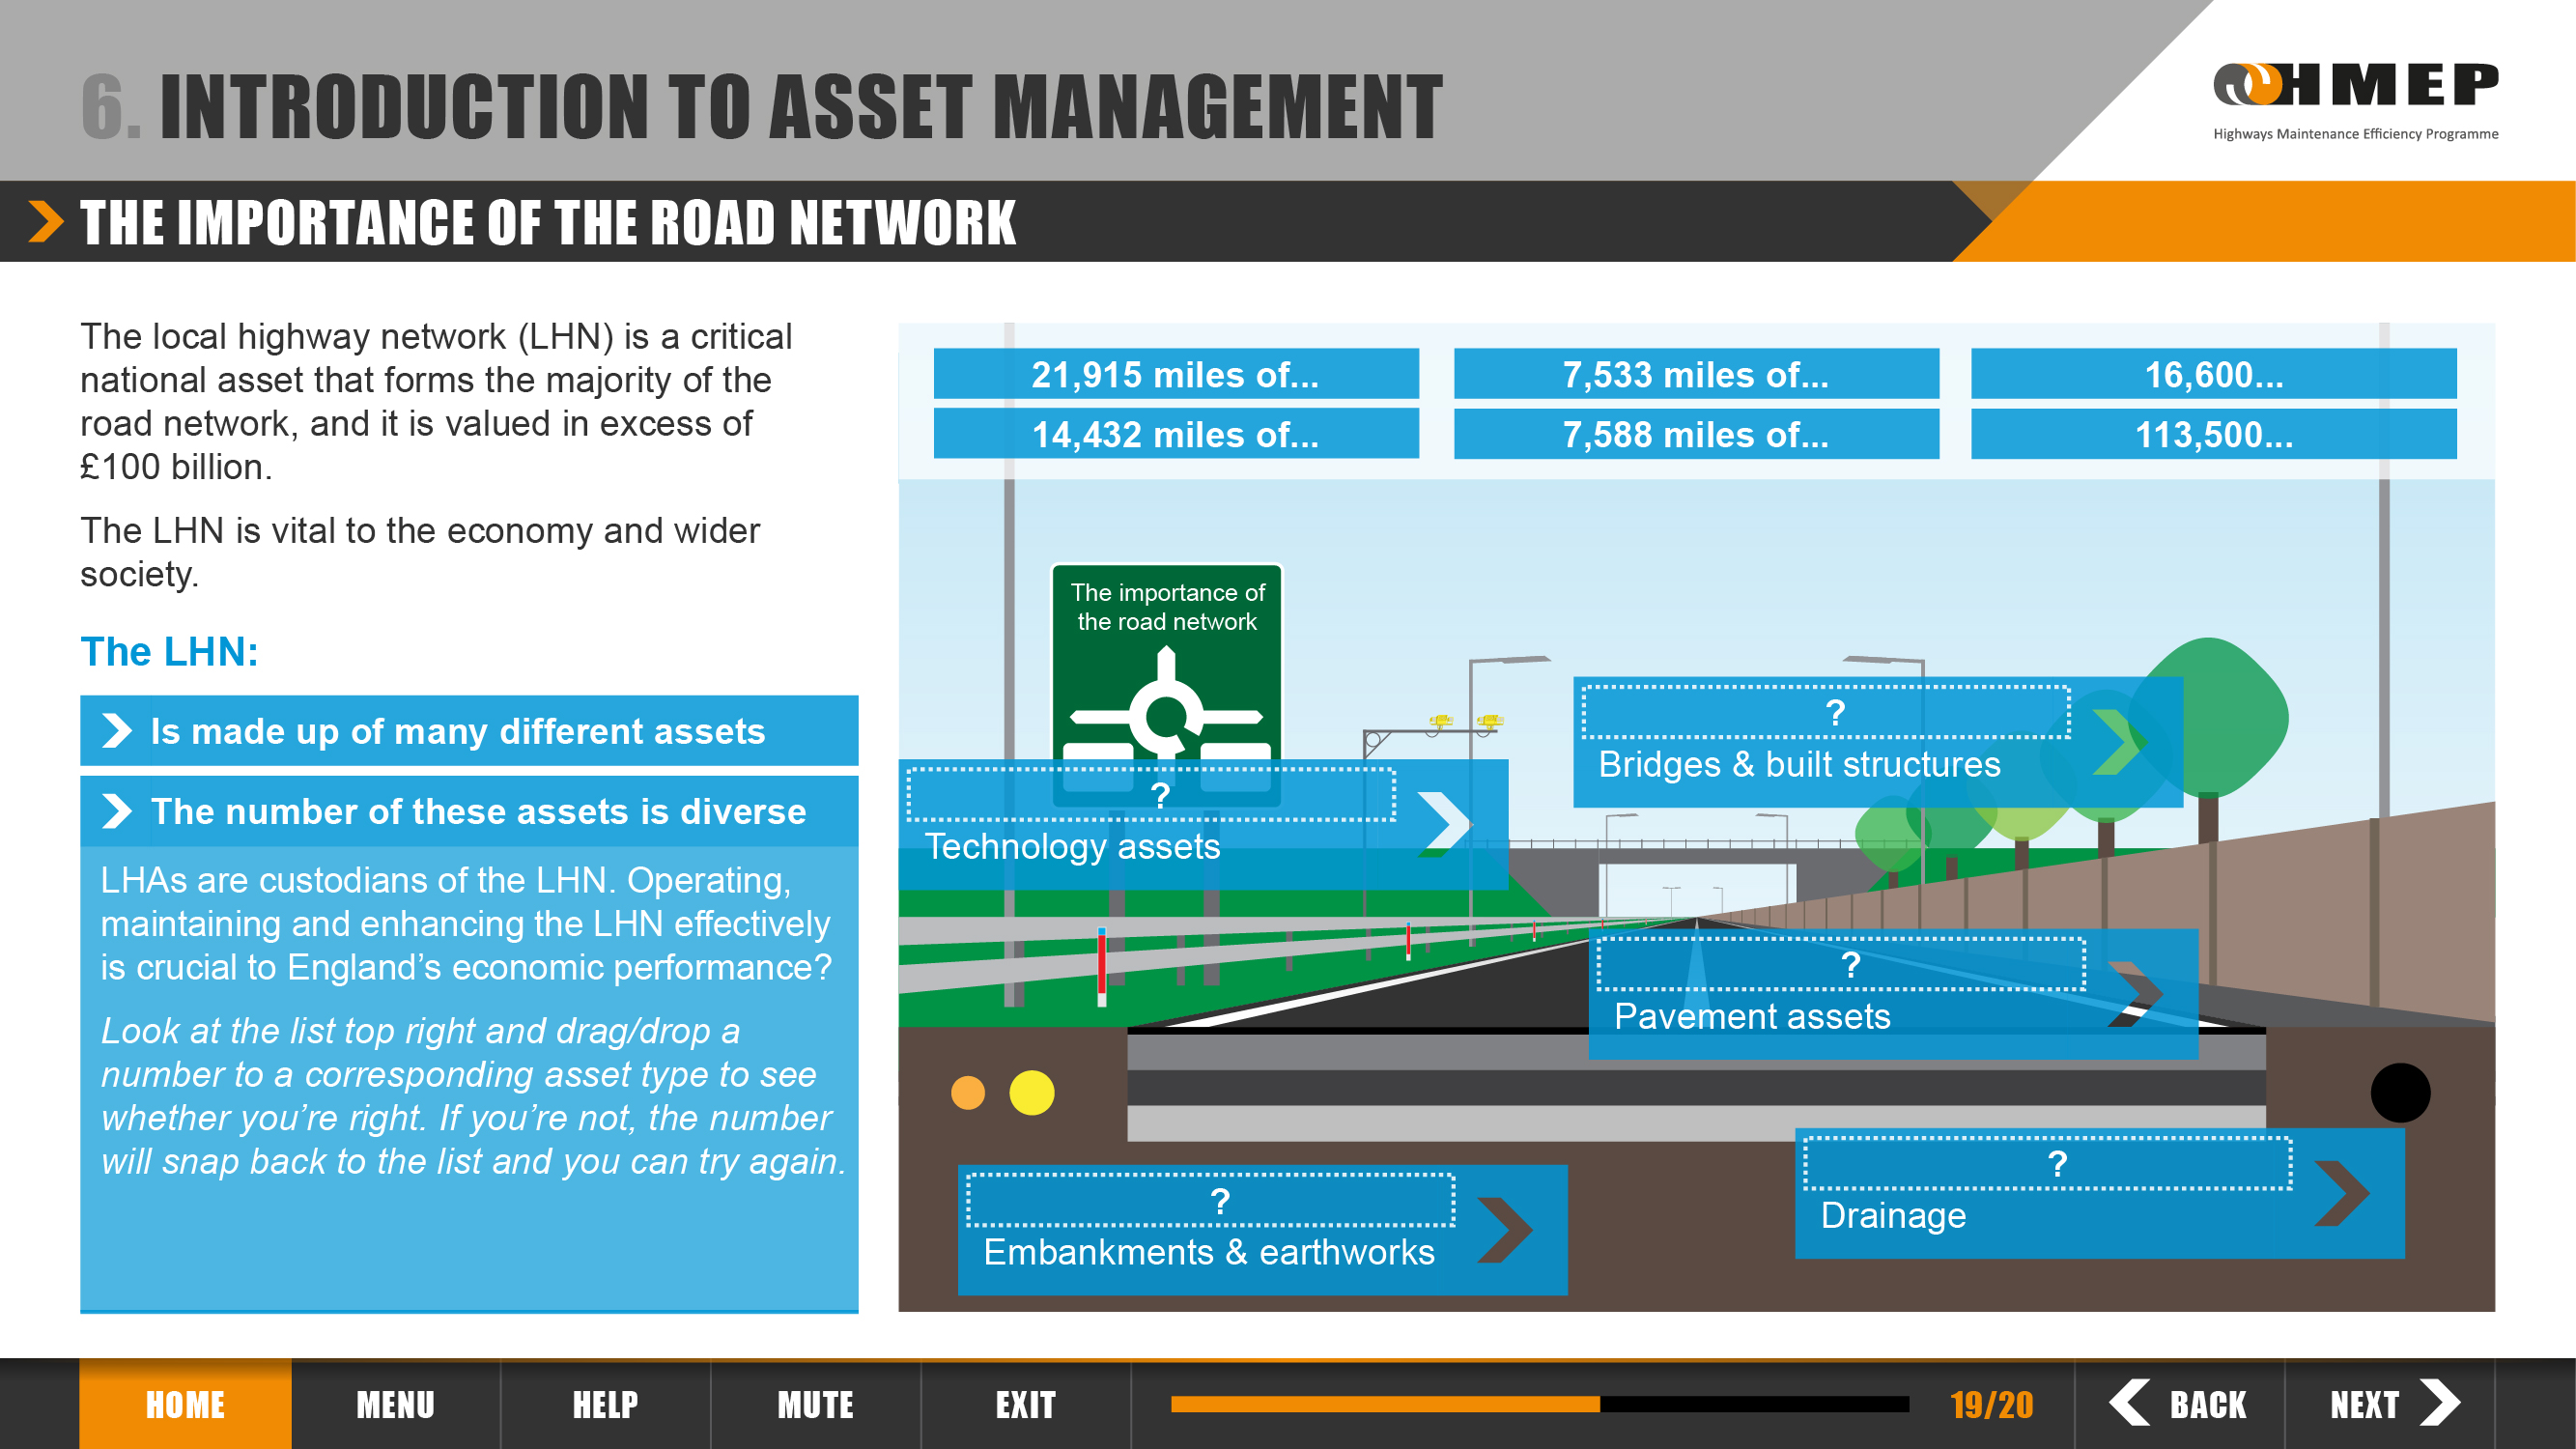 6. INTRODUCTION TO ASSET MANAGEMENT
HMEP
Highways Maintenance Efficiency Programme
THE IMPORTANCE OF THE ROAD NETWORK
The local highway network (LHN) is a critical
national asset that forms the majority of the
road network, and it is valued in excess of
£100 billion.
The LHN is vital to the economy and wider
society.
The LHN:
Is made up of many different assets
The number of these assets is diverse
LHAs are custodians of the LHN. Operating,
maintaining and enhancing the LHN effectively
is crucial to England’s economic performance?
Look at the list top right and drag/drop a
number to a corresponding asset type to see
whether you’re right. If you’re not, the number
will snap back to the list and you can try again.
21,915 miles of...
7,533 miles of...
16,600...
14,432 miles of...
7,588 miles of...
113,500...
The importance of
the road network
?
Bridges & built structures
?
Technology assets
?
Pavement assets
?
Drainage
?
Embankments & earthworks
HOME
MENU
HELP
MUTE
EXIT
19/20
BACK
NEXT